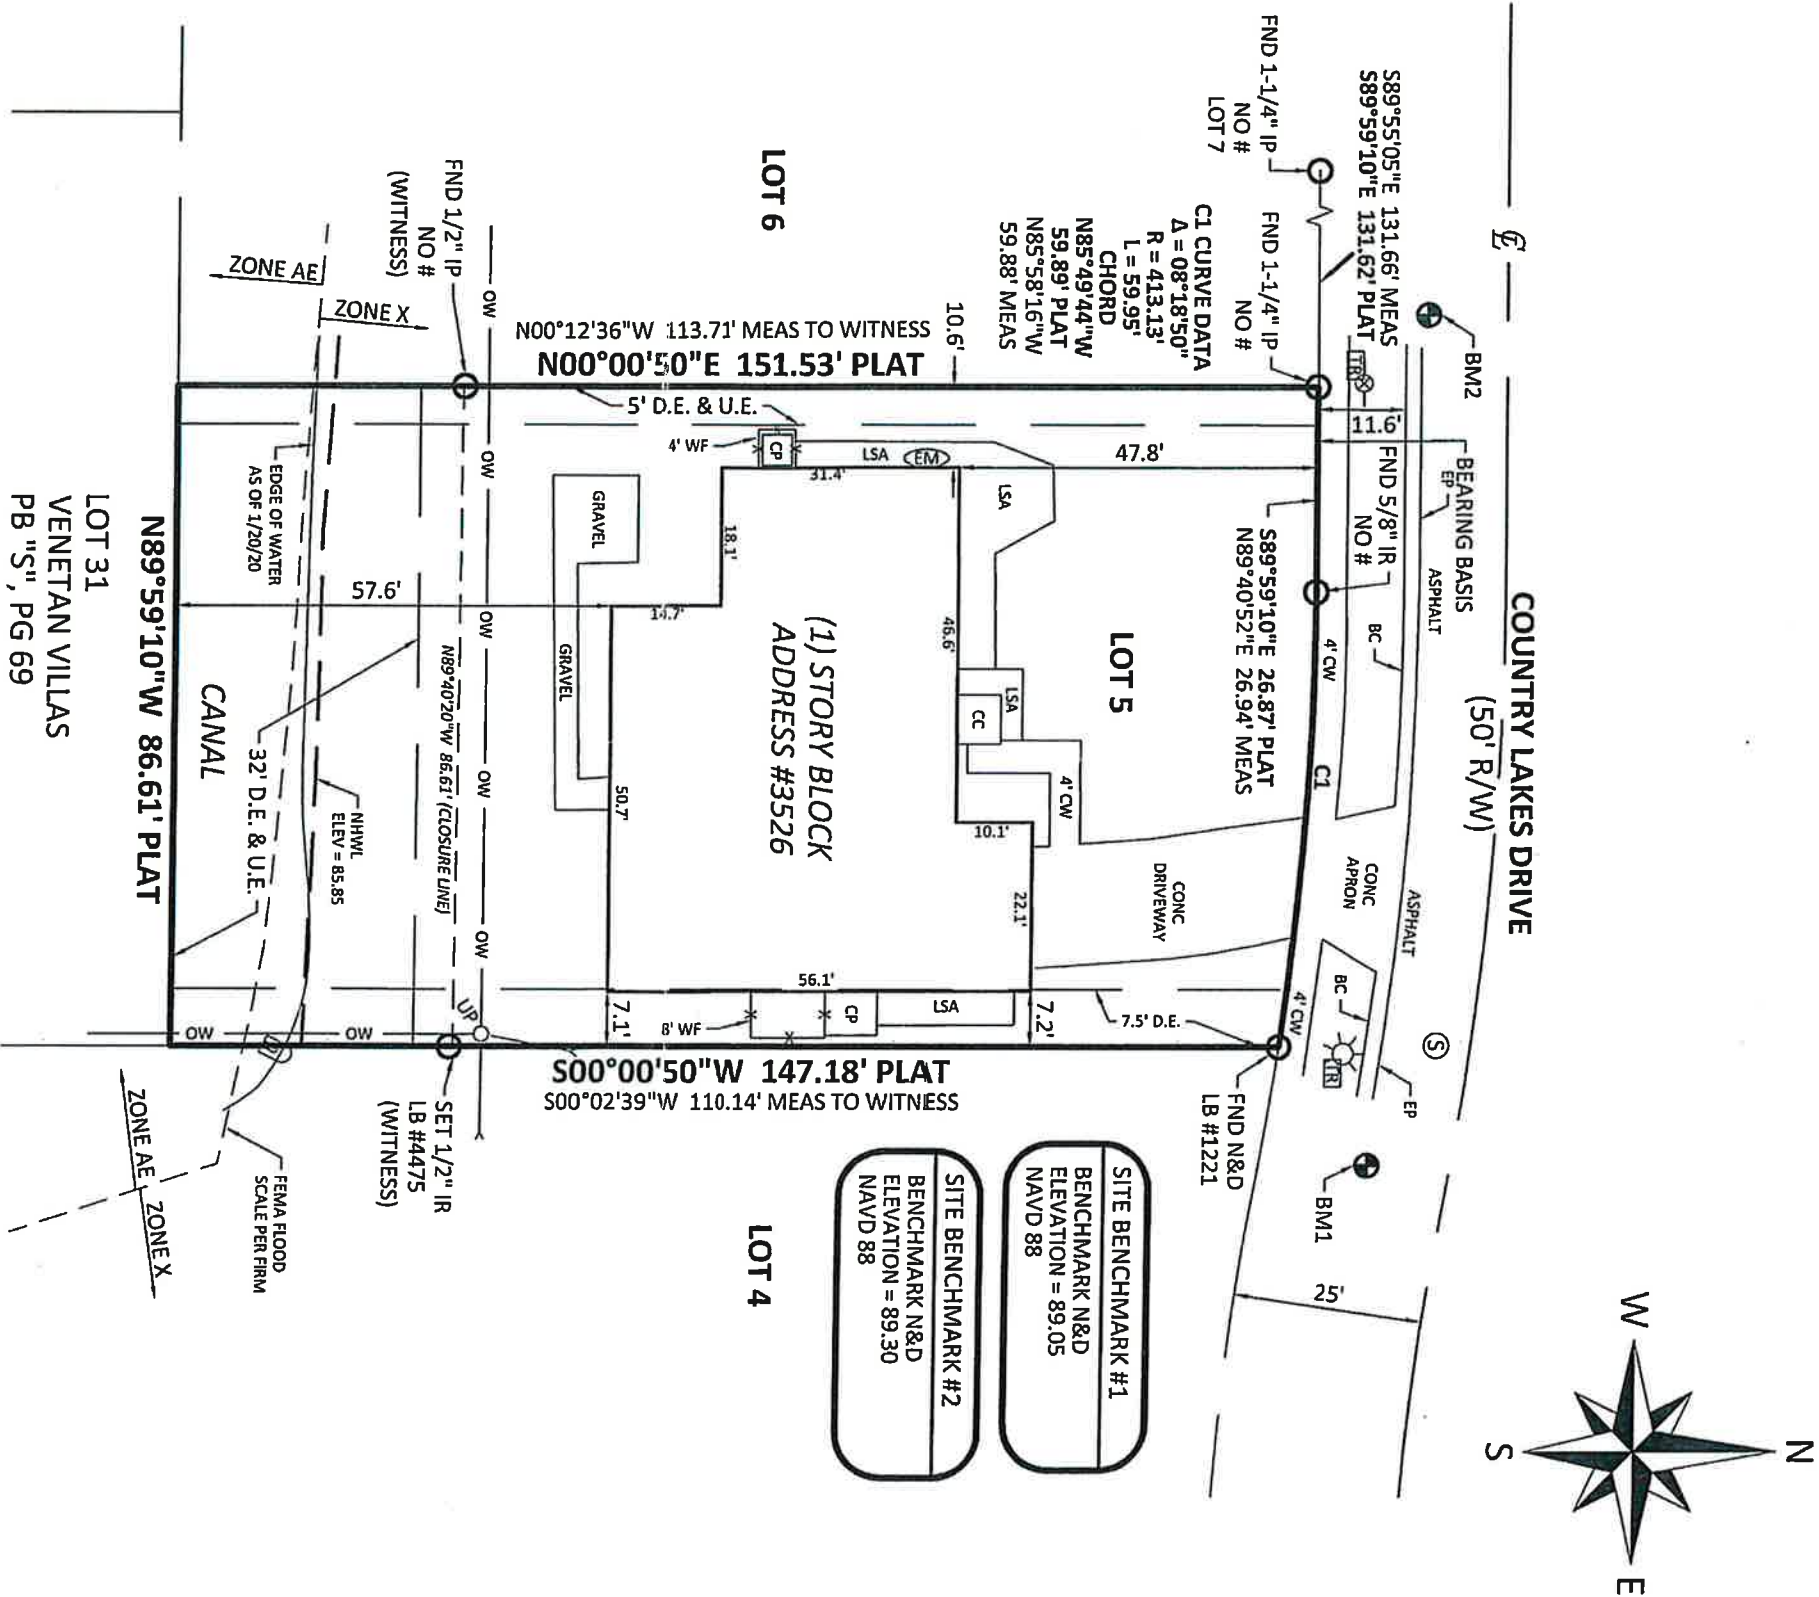 COUNTRY LAKES DRIVE
(50' R/W)
N
S
W
E
BM2
BM1
25'
S89°55'05"E 131.66' MEAS
S89°59'10"E 131.62' PLAT
FND 1-1/4" IP
NO #
LOT 7
FND 1-1/4" IP
NO #
TR
11.6'
BEARING BASIS
EP
ASPHALT
FND 5/8" IR
NO #
BC
4' CW
C1
CONC
APRON
ASPHALT
BC
4' CW
TR
S
EP
FND N&D
LB #1221
C1 CURVE DATA
Δ = 08°18'50"
R = 413.13'
L = 59.95'
CHORD
N85°49'44"W
59.89' PLAT
N85°58'16"W
59.88' MEAS
S89°59'10"E 26.87' PLAT
N89°40'52"E 26.94' MEAS
LOT 5
LOT 6
LOT 4
10.6'
47.8'
N00°12'36"W 113.71' MEAS TO WITNESS
N00°00'50"E 151.53' PLAT
5' D.E. & U.E.
4' WF
CP
LSA
EM
LSA
LSA
CC
4' CW
CONC
DRIVEWAY
31.4'
18.1'
14.7'
46.6'
10.1'
22.1'
50.7'
56.1'
(1) STORY BLOCK
ADDRESS #3526
7.2'
7.1'
7.5' D.E.
LSA
CP
8' WF
GRAVEL
GRAVEL
57.6'
S00°00'50"W 147.18' PLAT
S00°02'39"W 110.14' MEAS TO WITNESS
SITE BENCHMARK #1
BENCHMARK N&D
ELEVATION = 89.05
NAVD 88
SITE BENCHMARK #2
BENCHMARK N&D
ELEVATION = 89.30
NAVD 88
FND 1/2" IP
NO #
(WITNESS)
OW
OW
OW
OW
OW
UP
OW
OW
N89°40'20"W 86.61' (CLOSURE LINE)
SET 1/2" IR
LB #4475
(WITNESS)
ZONE AE
ZONE X
NHWL
ELEV = 85.85
EDGE OF WATER
AS OF 1/20/20
32' D.E. & U.E.
CANAL
N89°59'10"W 86.61' PLAT
FEMA FLOOD
SCALE PER FIRM
ZONE AE
ZONE X
LOT 31
VENETAN VILLAS
PB "S", PG 69